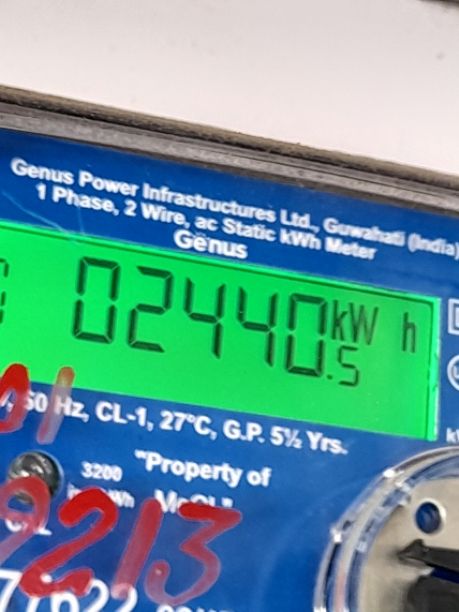 Genus Power Infrastructures Ltd., Guwahati (India)
1 Phase, 2 Wire, ac Static kWh Meter
Genus
02440.5 kW h
50 Hz, CL-1, 27°C, G.P. 5½ Yrs.
3200
"Property of
9213
77622